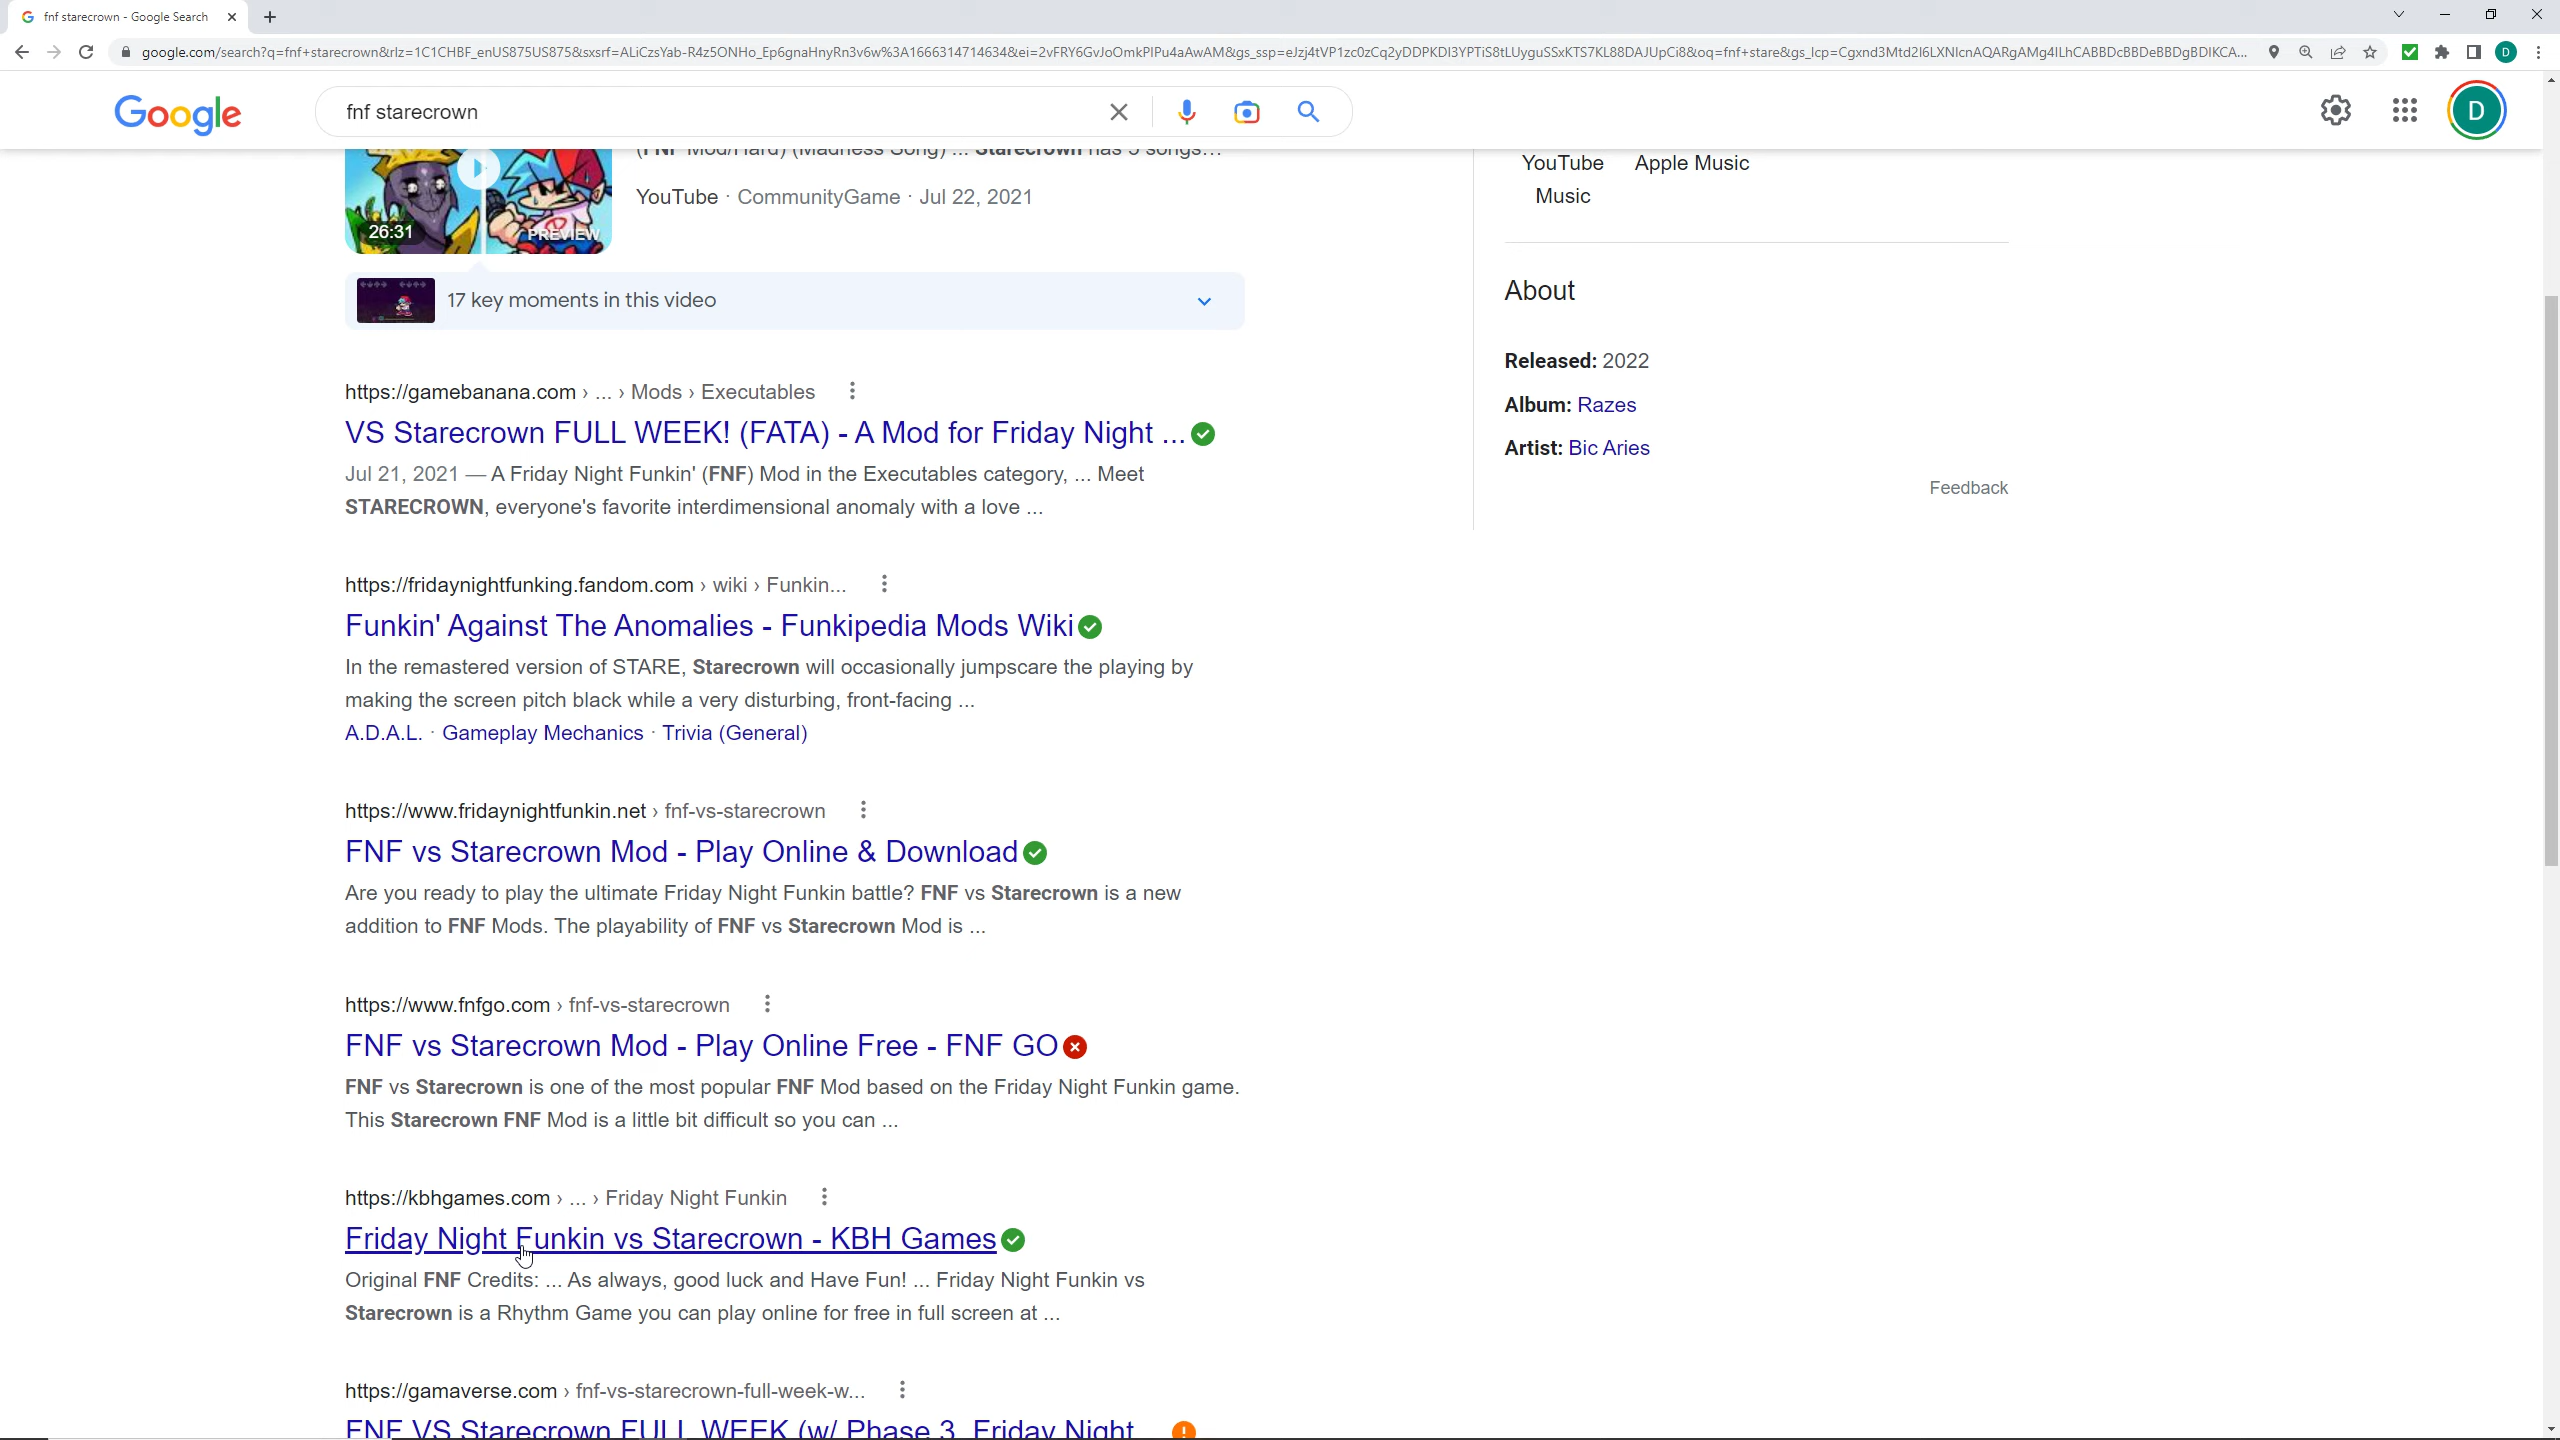 fnf starecrown - Google Search
google.com/search?q=fnf+starecrown&rlz=1C1CHBF_enUS875US875&sxsrf=ALiCzsYab-R4z5ONHo_Ep6gnaHnyRn3v6w%3A1666314714634&ei=2vFRY6GvJoOmkPIPu4aAwAM&gs_ssp=eJzj4tVP1zc0zCq2yDDPKDI3YPTiS8tLUyguSSxKTS7KL88DAJUpCi8&oq=fnf+stare&gs_lcp=Cgxnd3Mtd2l6LXNlcnAQARgAMg4ILhCABBDcBBDeBBDgBDIKCA...
D
Google
fnf starecrown
D
YouTube · CommunityGame · Jul 22, 2021
26:31
PREVIEW
17 key moments in this video
https://gamebanana.com › ... › Mods › Executables
VS Starecrown FULL WEEK! (FATA) - A Mod for Friday Night ...
Jul 21, 2021 — A Friday Night Funkin' (FNF) Mod in the Executables category, ... Meet
STARECROWN, everyone's favorite interdimensional anomaly with a love ...
https://fridaynightfunking.fandom.com › wiki › Funkin...
Funkin' Against The Anomalies - Funkipedia Mods Wiki
In the remastered version of STARE, Starecrown will occasionally jumpscare the playing by
making the screen pitch black while a very disturbing, front-facing ...
A.D.A.L. · Gameplay Mechanics · Trivia (General)
https://www.fridaynightfunkin.net › fnf-vs-starecrown
FNF vs Starecrown Mod - Play Online & Download
Are you ready to play the ultimate Friday Night Funkin battle? FNF vs Starecrown is a new
addition to FNF Mods. The playability of FNF vs Starecrown Mod is ...
https://www.fnfgo.com › fnf-vs-starecrown
FNF vs Starecrown Mod - Play Online Free - FNF GO
FNF vs Starecrown is one of the most popular FNF Mod based on the Friday Night Funkin game.
This Starecrown FNF Mod is a little bit difficult so you can ...
https://kbhgames.com › ... › Friday Night Funkin
Friday Night Funkin vs Starecrown - KBH Games
Original FNF Credits: ... As always, good luck and Have Fun! ... Friday Night Funkin vs
Starecrown is a Rhythm Game you can play online for free in full screen at ...
https://gamaverse.com › fnf-vs-starecrown-full-week-w...
FNF VS Starecrown FULL WEEK (w/ Phase 3, Friday Night
YouTube Apple Music
Music
About
Released: 2022
Album: Razes
Artist: Bic Aries
Feedback